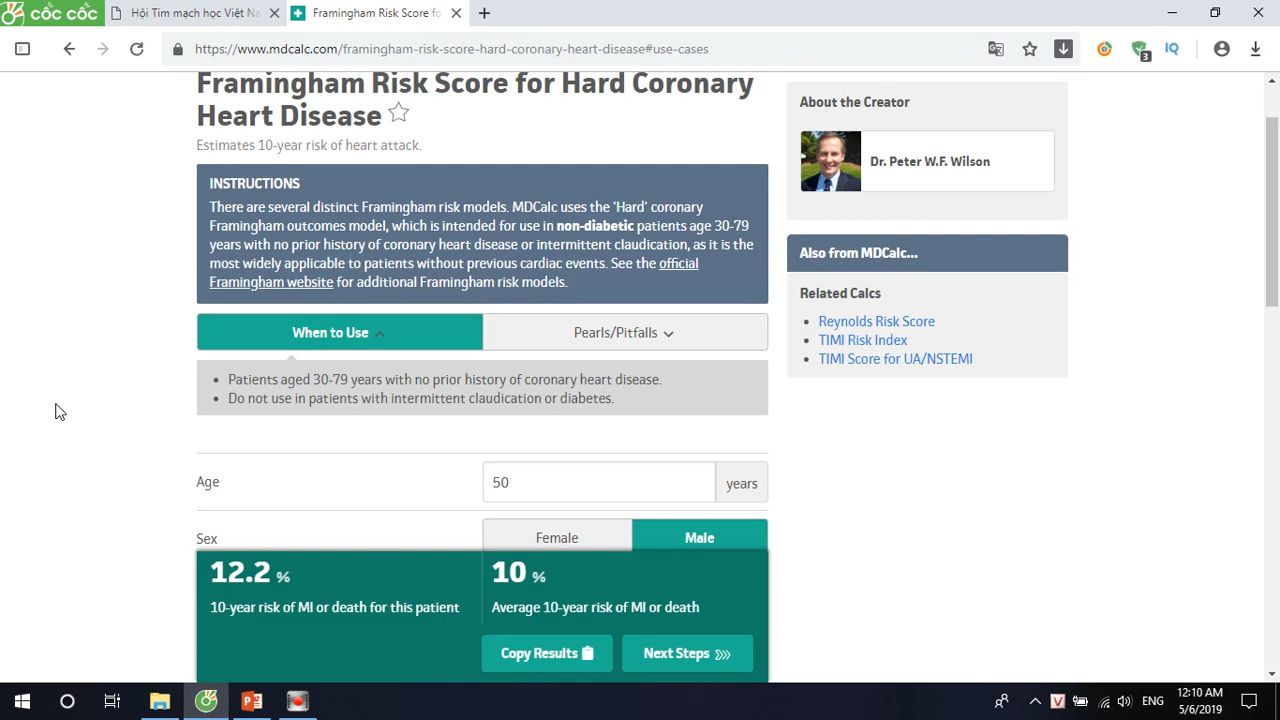 cốc cốc
Hội Tim mạch học Việt Na
Framingham Risk Score fo
https://www.mdcalc.com/framingham-risk-score-hard-coronary-heart-disease#use-cases
3
IQ
Framingham Risk Score for Hard Coronary
Heart Disease
Estimates 10-year risk of heart attack.
INSTRUCTIONS
There are several distinct Framingham risk models. MDCalc uses the 'Hard' coronary
Framingham outcomes model, which is intended for use in non-diabetic patients age 30-79
years with no prior history of coronary heart disease or intermittent claudication, as it is the
most widely applicable to patients without previous cardiac events. See the official
Framingham website for additional Framingham risk models.
When to Use
Pearls/Pitfalls
Patients aged 30-79 years with no prior history of coronary heart disease.
Do not use in patients with intermittent claudication or diabetes.
Age
50
years
Sex
Female
Male
12.2 %
10-year risk of MI or death for this patient
10 %
Average 10-year risk of MI or death
Copy Results
Next Steps
About the Creator
Dr. Peter W.F. Wilson
Also from MDCalc...
Related Calcs
Reynolds Risk Score
TIMI Risk Index
TIMI Score for UA/NSTEMI
V
ENG
12:10 AM
5/6/2019